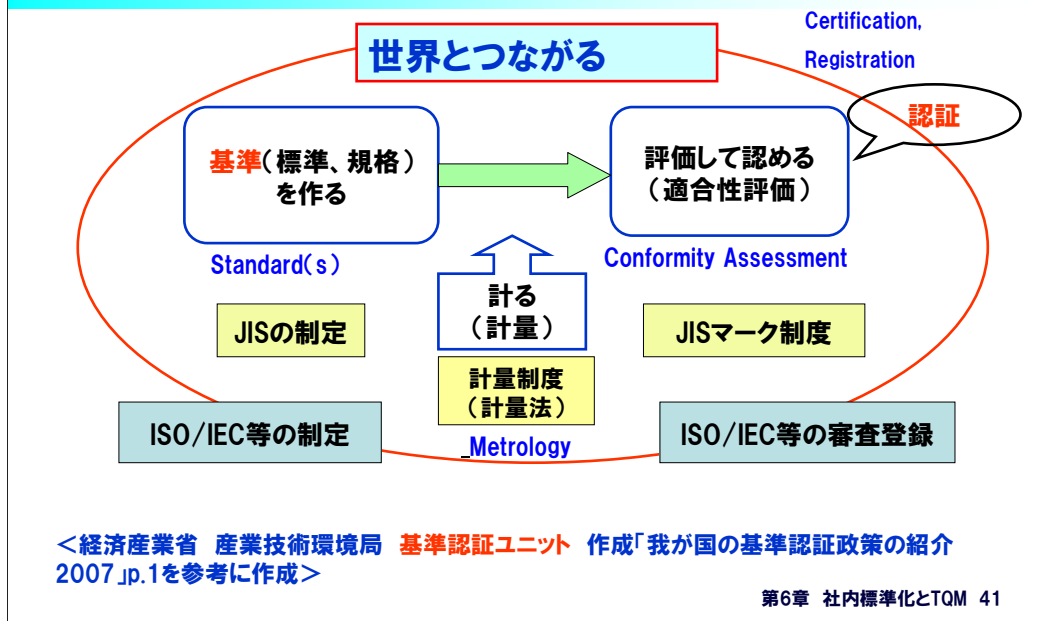 Certification,
Registration
世界とつながる
認証
基準(標準、規格)
を作る
評価して認める
(適合性評価)
Standard(s)
Conformity Assessment
計る
(計量)
JISの制定
JISマーク制度
計量制度
(計量法)
ISO/IEC等の制定
ISO/IEC等の審査登録
_Metrology
<経済産業省 産業技術環境局 基準認証ユニット 作成「我が国の基準認証政策の紹介
2007」p.1を参考に作成>
第6章 社内標準化とTQM 41